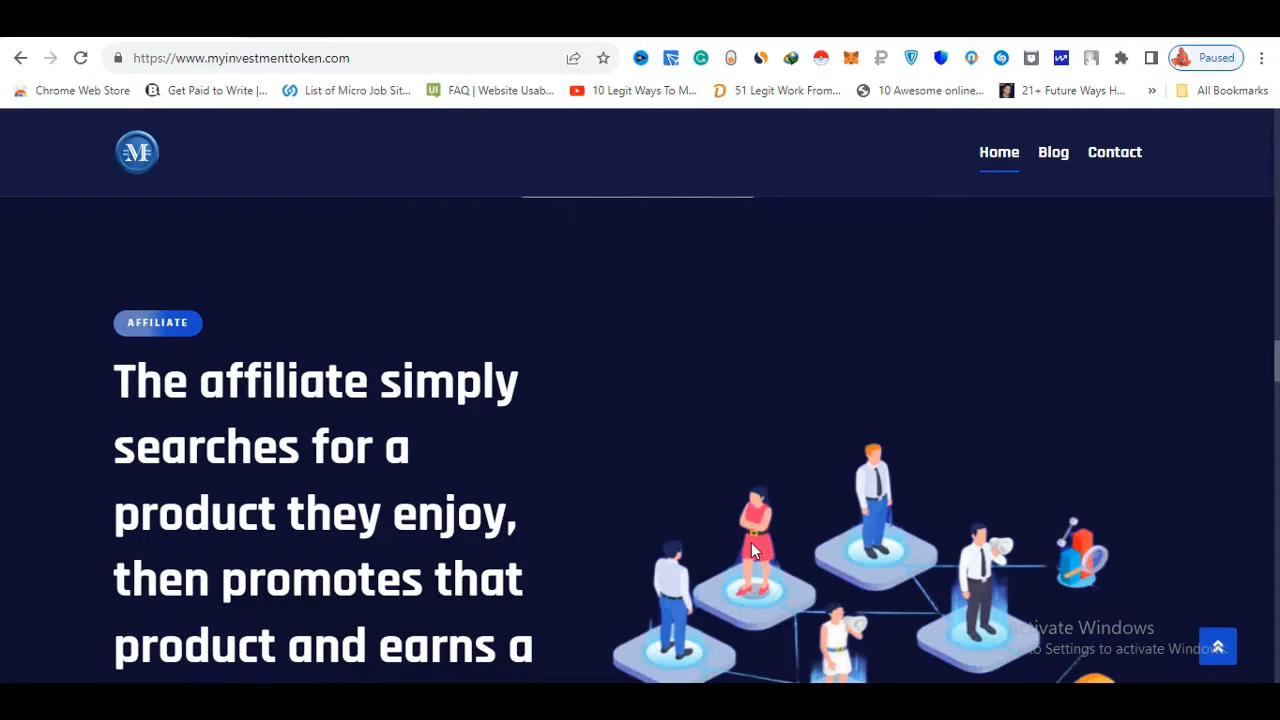 https://www.myinvestmenttoken.com
Paused
Chrome Web Store
Get Paid to Write |...
List of Micro Job Sit...
UI
FAQ | Website Usab...
10 Legit Ways To M...
51 Legit Work From...
10 Awesome online...
21+ Future Ways H...
»
All Bookmarks
M
Home
Blog
Contact
AFFILIATE
The affiliate simply
searches for a
product they enjoy,
then promotes that
product and earns a
Activate Windows
to Settings to activate Windows.